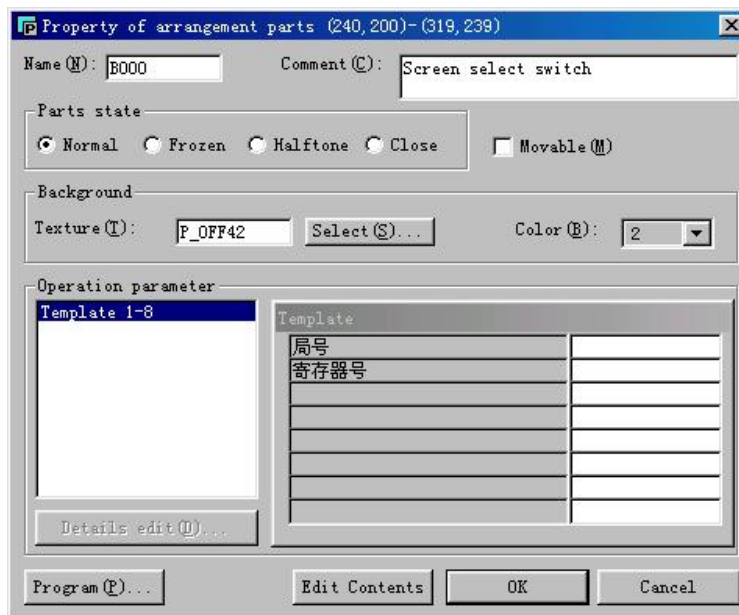 Property of arrangement parts (240,200)-(319,239)
Name(N): B000 Comment(C): Screen select switch
Parts state
Normal Frozen Halftone Close Movable(M)
Background
Texture(T): P_OFF42 Select(S)... Color(B): 2
Operation parameter
Template 1-8
Template
局号
寄存器号
Details edit(D)...
Program(P)... Edit Contents OK Cancel